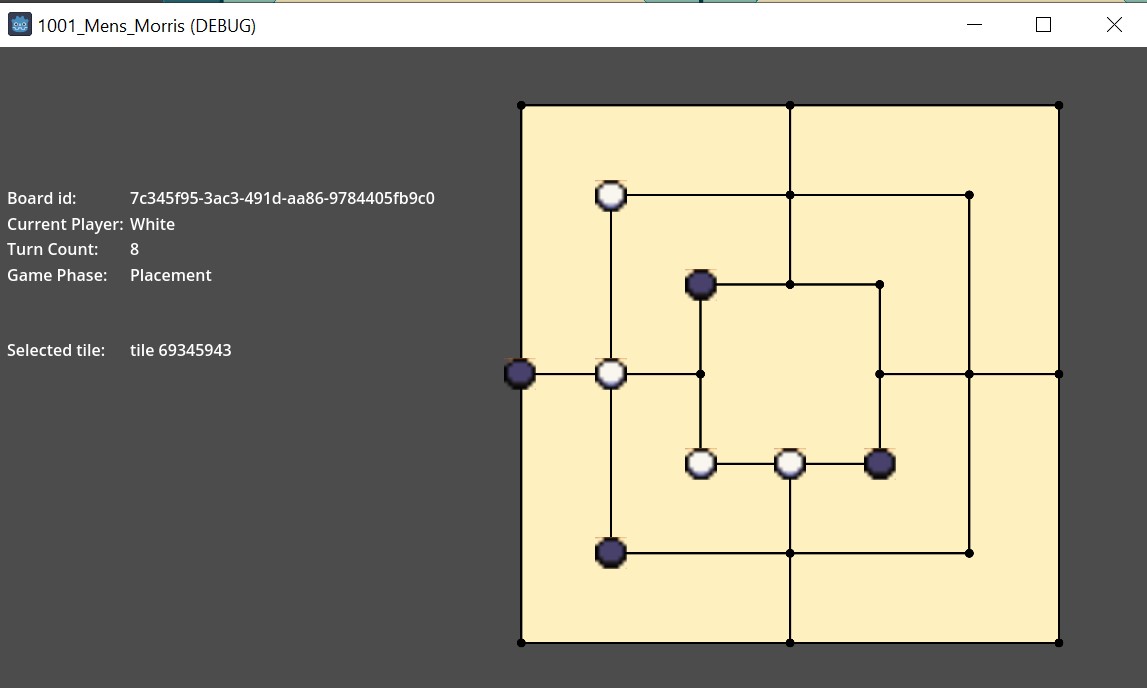 1001_Mens_Morris (DEBUG)
Board id: 7c345f95-3ac3-491d-aa86-9784405fb9c0
Current Player: White
Turn Count: 8
Game Phase: Placement
Selected tile: tile 69345943